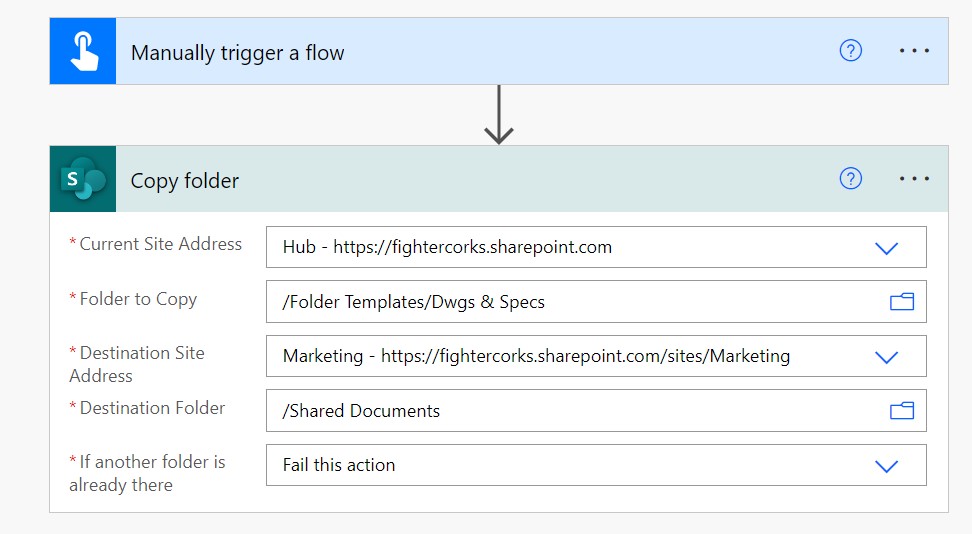 Manually trigger a flow
?
...
S
Copy folder
?
...
*Current Site Address
Hub - https://fightercorks.sharepoint.com
*Folder to Copy
/Folder Templates/Dwgs & Specs
*Destination Site
Address
Marketing - https://fightercorks.sharepoint.com/sites/Marketing
*Destination Folder
/Shared Documents
*If another folder is
already there
Fail this action